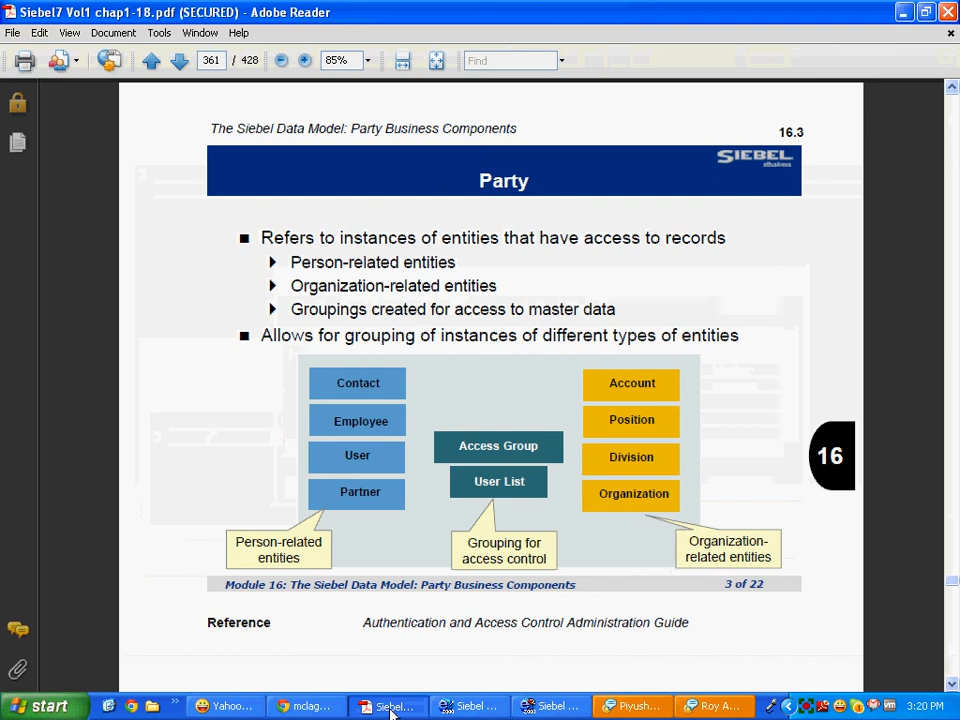 Siebel7 Vol1 chap1-18.pdf (SECURED) - Adobe Reader
File Edit View Document Tools Window Help
361 / 428 85% Find
The Siebel Data Model: Party Business Components
16.3
SIEBEL
eBusiness
Party
Refers to instances of entities that have access to records
Person-related entities
Organization-related entities
Groupings created for access to master data
Allows for grouping of instances of different types of entities
Contact
Employee
User
Partner
Access Group
User List
Account
Position
Division
Organization
16
Person-related
entities
Grouping for
access control
Organization-
related entities
Module 16: The Siebel Data Model: Party Business Components 3 of 22
Reference Authentication and Access Control Administration Guide
start Yahoo... mclag... Siebel... Siebel ... Siebel ... Piyush... Roy A... 3:20 PM